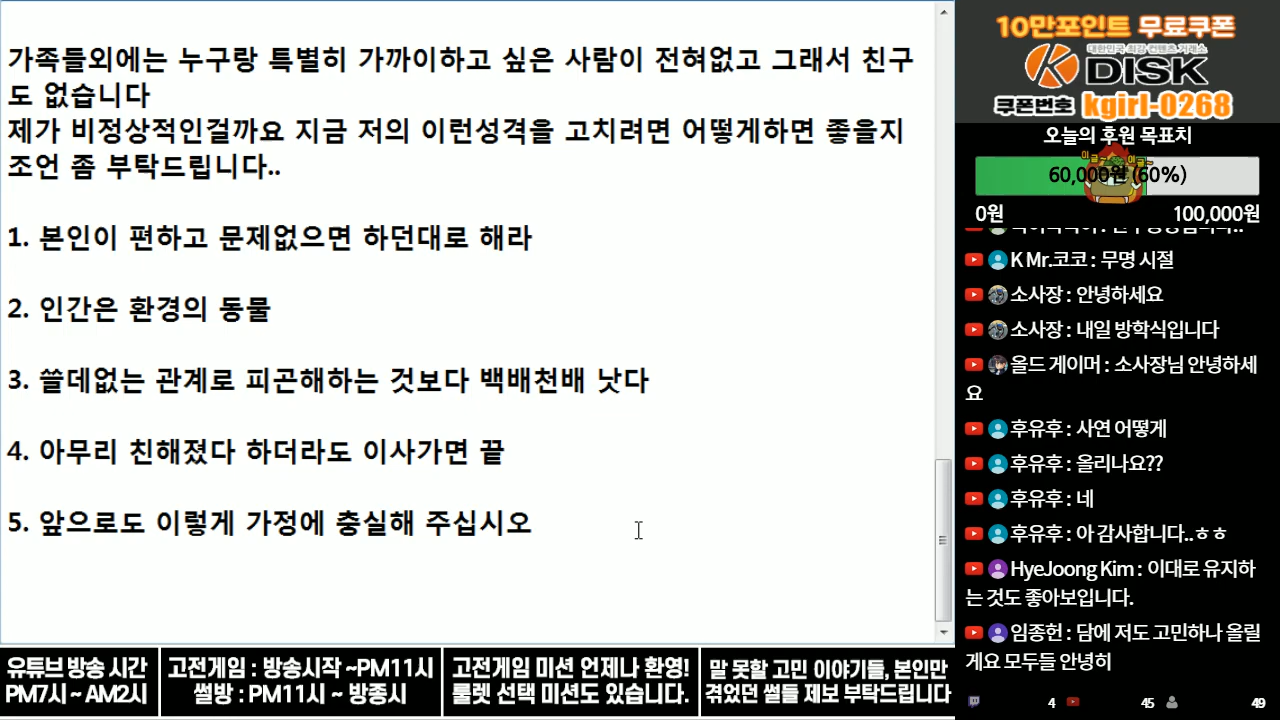 가족들외에는 누구랑 특별히 가까이하고 싶은 사람이 전혀없고 그래서 친구
도 없습니다
제가 비정상적인걸까요 지금 저의 이런성격을 고치려면 어떻게하면 좋을지
조언 좀 부탁드립니다..
1. 본인이 편하고 문제없으면 하던대로 해라
2. 인간은 환경의 동물
3. 쓸데없는 관계로 피곤해하는 것보다 백배천배 낫다
4. 아무리 친해졌다 하더라도 이사가면 끝
5. 앞으로도 이렇게 가정에 충실해 주십시오
10만포인트 무료쿠폰
대한민국 최강 컨텐츠 거래소
K DISK
쿠폰번호 kgirl-0268
오늘의 후원 목표치
이글~ 이글~
60,000원 (60%)
0원 100,000원
K Mr.코코 : 무명 시절
소사장 : 안녕하세요
소사장 : 내일 방학식입니다
올드 게이머 : 소사장님 안녕하세
요
후유후 : 사연 어떻게
후유후 : 올리나요??
후유후 : 네
후유후 : 아 감사합니다..ㅎㅎ
HyeJoong Kim : 이대로 유지하
는 것도 좋아보입니다.
임종헌 : 담에 저도 고민하나 올릴
게요 모두들 안녕히
4 45 49
유튜브 방송 시간
PM7시 ~ AM2시
고전게임 : 방송시작 ~PM11시
썰방 : PM11시 ~ 방종시
고전게임 미션 언제나 환영!
룰렛 선택 미션도 있습니다.
말 못할 고민 이야기들, 본인만
겪었던 썰들 제보 부탁드립니다